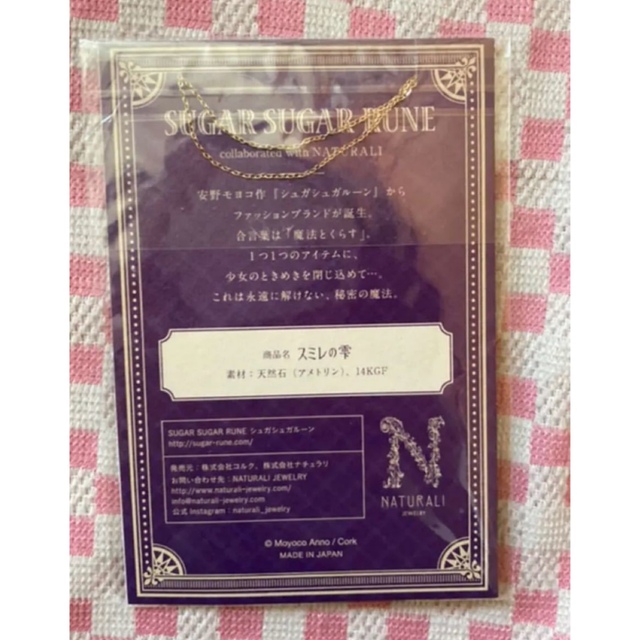 SUGAR SUGAR RUNE
collaborated with NATURALI
安野モヨコ作『シュガシュガルーン』から
ファッションブランドが誕生。
合言葉は「魔法とくらす」。
1つ1つのアイテムに、
少女のときめきを閉じ込めて…。
これは永遠に解けない、秘密の魔法。
商品名 スミレの雫
素材：天然石（アメトリン）、14KGF
SUGAR SUGAR RUNE シュガシュガルーン
http://sugar-rune.com/
発売元：株式会社コルク、株式会社ナチュラリ
お問い合わせ先：NATURALI JEWELRY
http://www.naturali-jewelry.com/
info@naturali-jewelry.com
公式 Instagram：naturali_jewelry
N
NATURALI
JEWELRY
© Moyoco Anno / Cork
MADE IN JAPAN